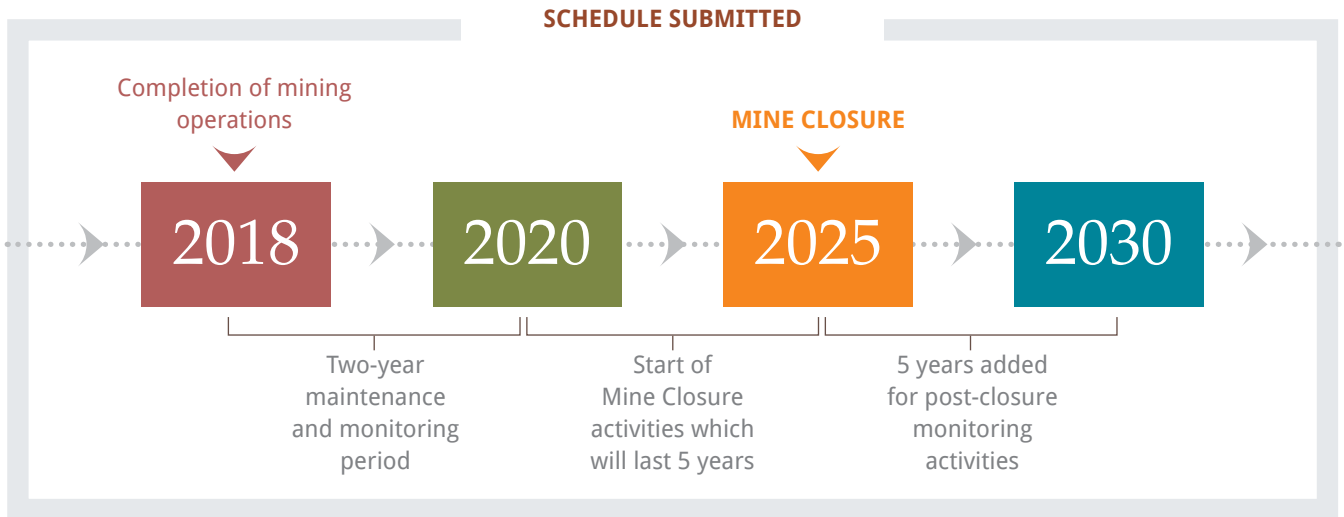 SCHEDULE SUBMITTED
Completion of mining
operations
MINE CLOSURE
2018
2020
2025
2030
Two-year
maintenance
and monitoring
period
Start of
Mine Closure
activities which
will last 5 years
5 years added
for post-closure
monitoring
activities